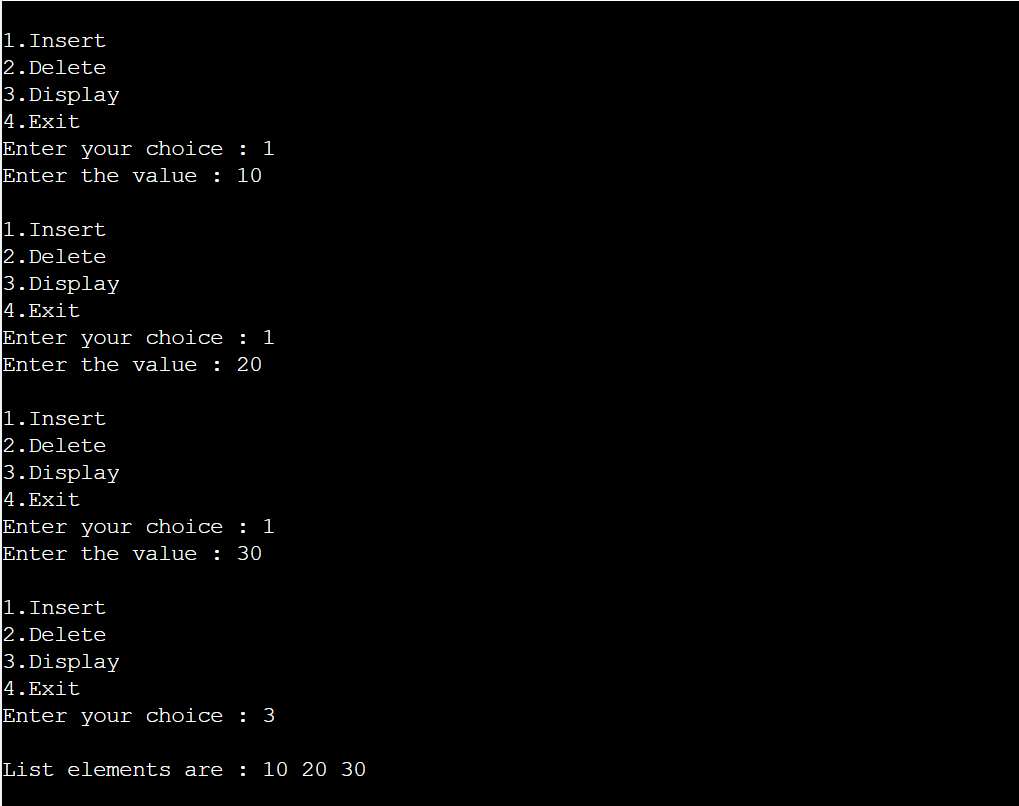 1.Insert
2.Delete
3.Display
4.Exit
Enter your choice : 1
Enter the value : 10
1.Insert
2.Delete
3.Display
4.Exit
Enter your choice : 1
Enter the value : 20
1.Insert
2.Delete
3.Display
4.Exit
Enter your choice : 1
Enter the value : 30
1.Insert
2.Delete
3.Display
4.Exit
Enter your choice : 3
List elements are : 10 20 30